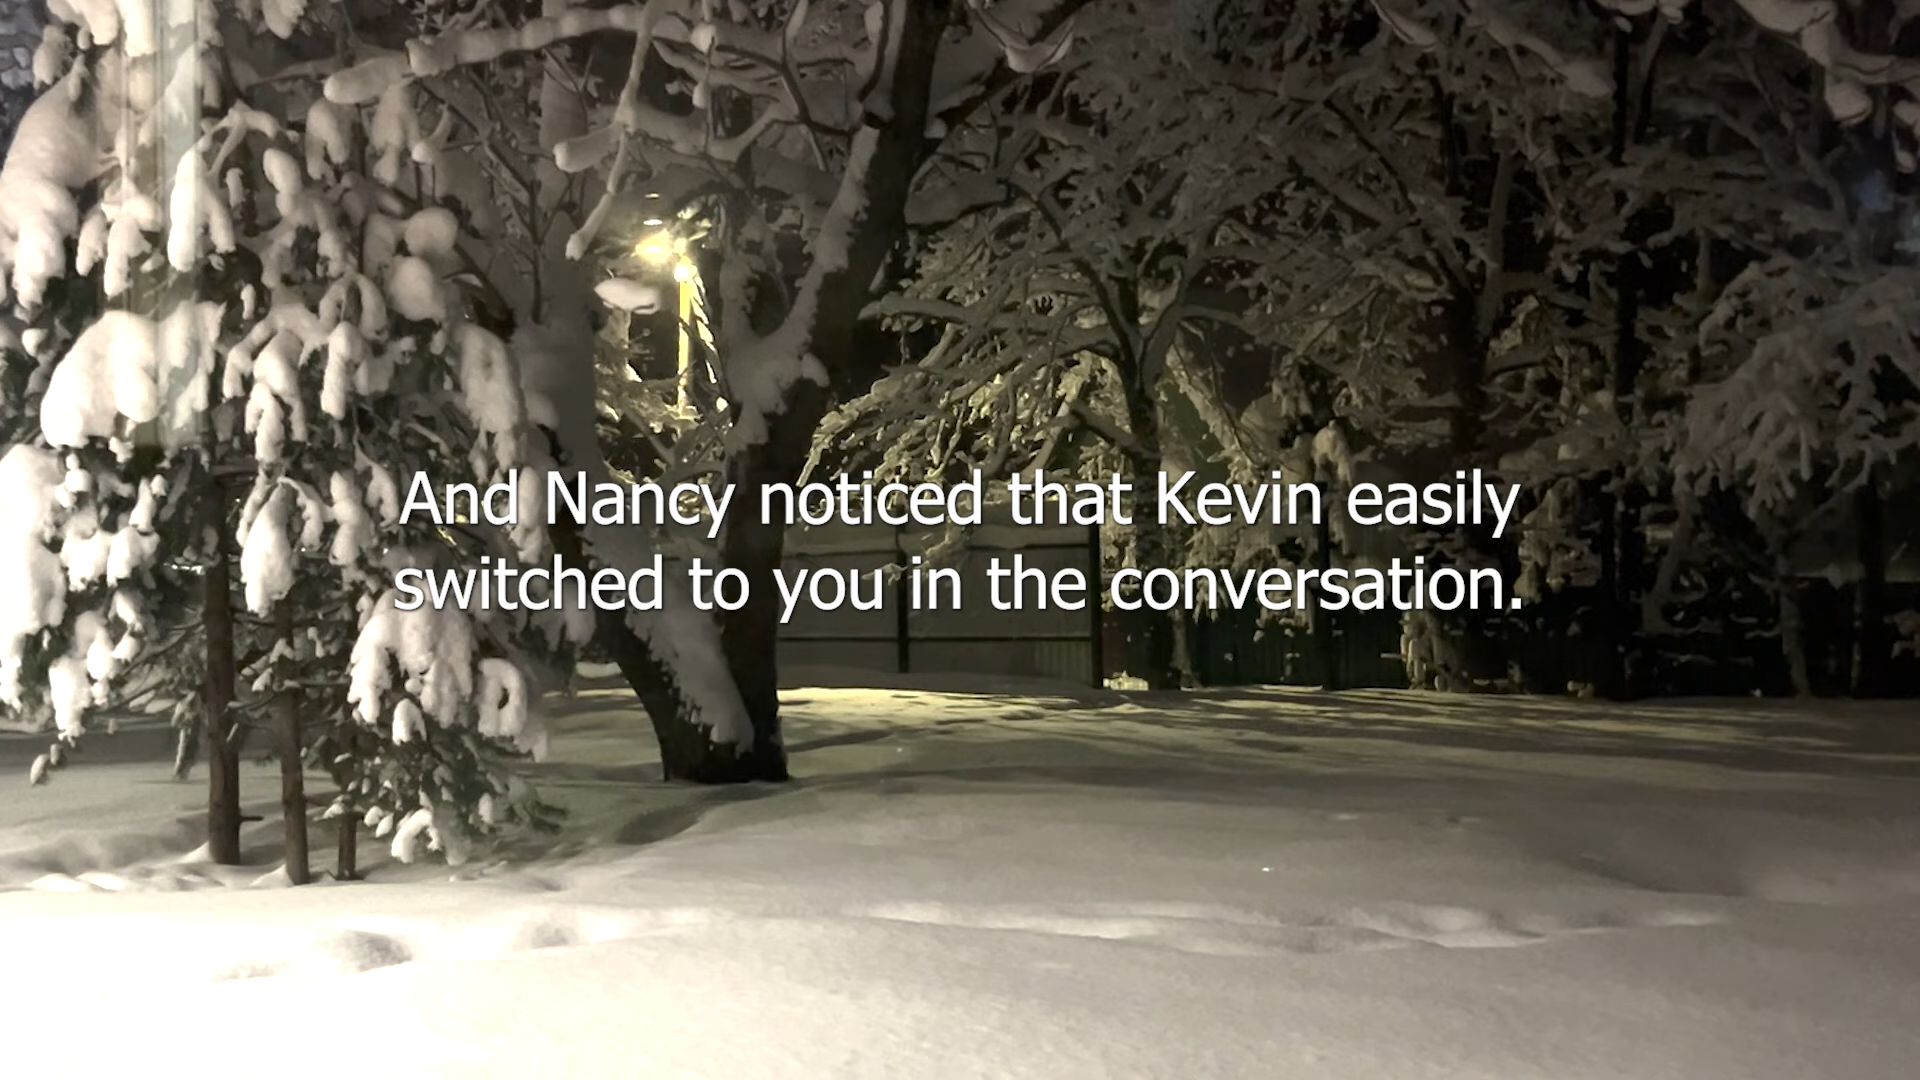 And Nancy noticed that Kevin easily
switched to you in the conversation.